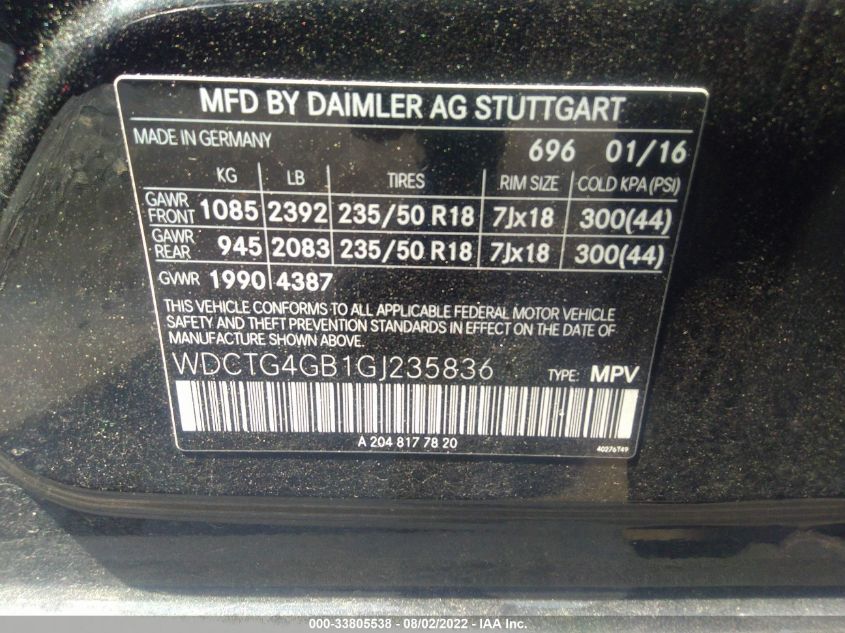 MFD BY DAIMLER AG STUTTGART
MADE IN GERMANY 696 01/16
KG LB TIRES RIM SIZE COLD KPA (PSI)
GAWR FRONT 1085 2392 235/50 R18 7Jx18 300(44)
GAWR REAR 945 2083 235/50 R18 7Jx18 300(44)
GVWR 1990 4387
THIS VEHICLE CONFORMS TO ALL APPLICABLE FEDERAL MOTOR VEHICLE
SAFETY AND THEFT PREVENTION STANDARDS IN EFFECT ON THE DATE OF
MANUFACTURE SHOWN ABOVE.
WDCTG4GB1GJ235836 TYPE: MPV
A 204 817 78 20
40276749
000-33805538 - 08/02/2022 - IAA Inc.